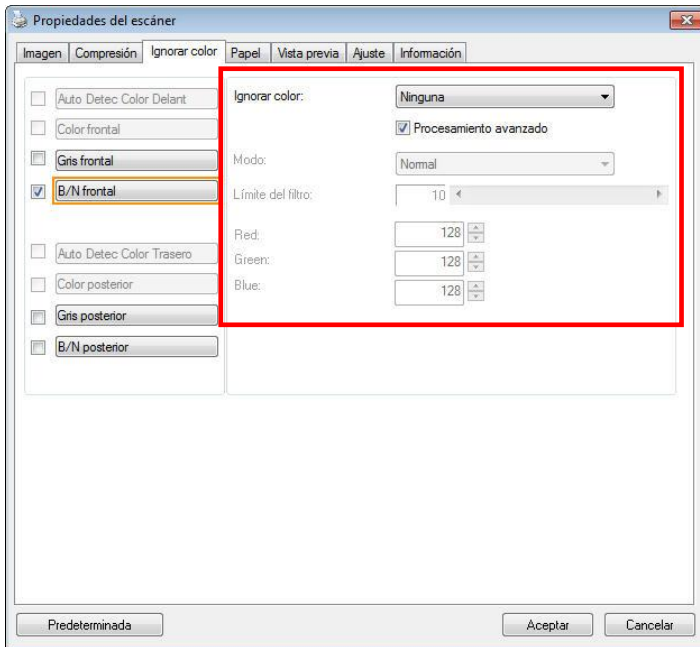 Propiedades del escáner
Imagen Compresión Ignorar color Papel Vista previa Ajuste Información
Auto Detec Color Delant
Color frontal
Gris frontal
B/N frontal
Auto Detec Color Trasero
Color posterior
Gris posterior
B/N posterior
Ignorar color: Ninguna
Procesamiento avanzado
Modo: Normal
Límite del filtro: 10
Red: 128
Green: 128
Blue: 128
Predeterminada Aceptar Cancelar